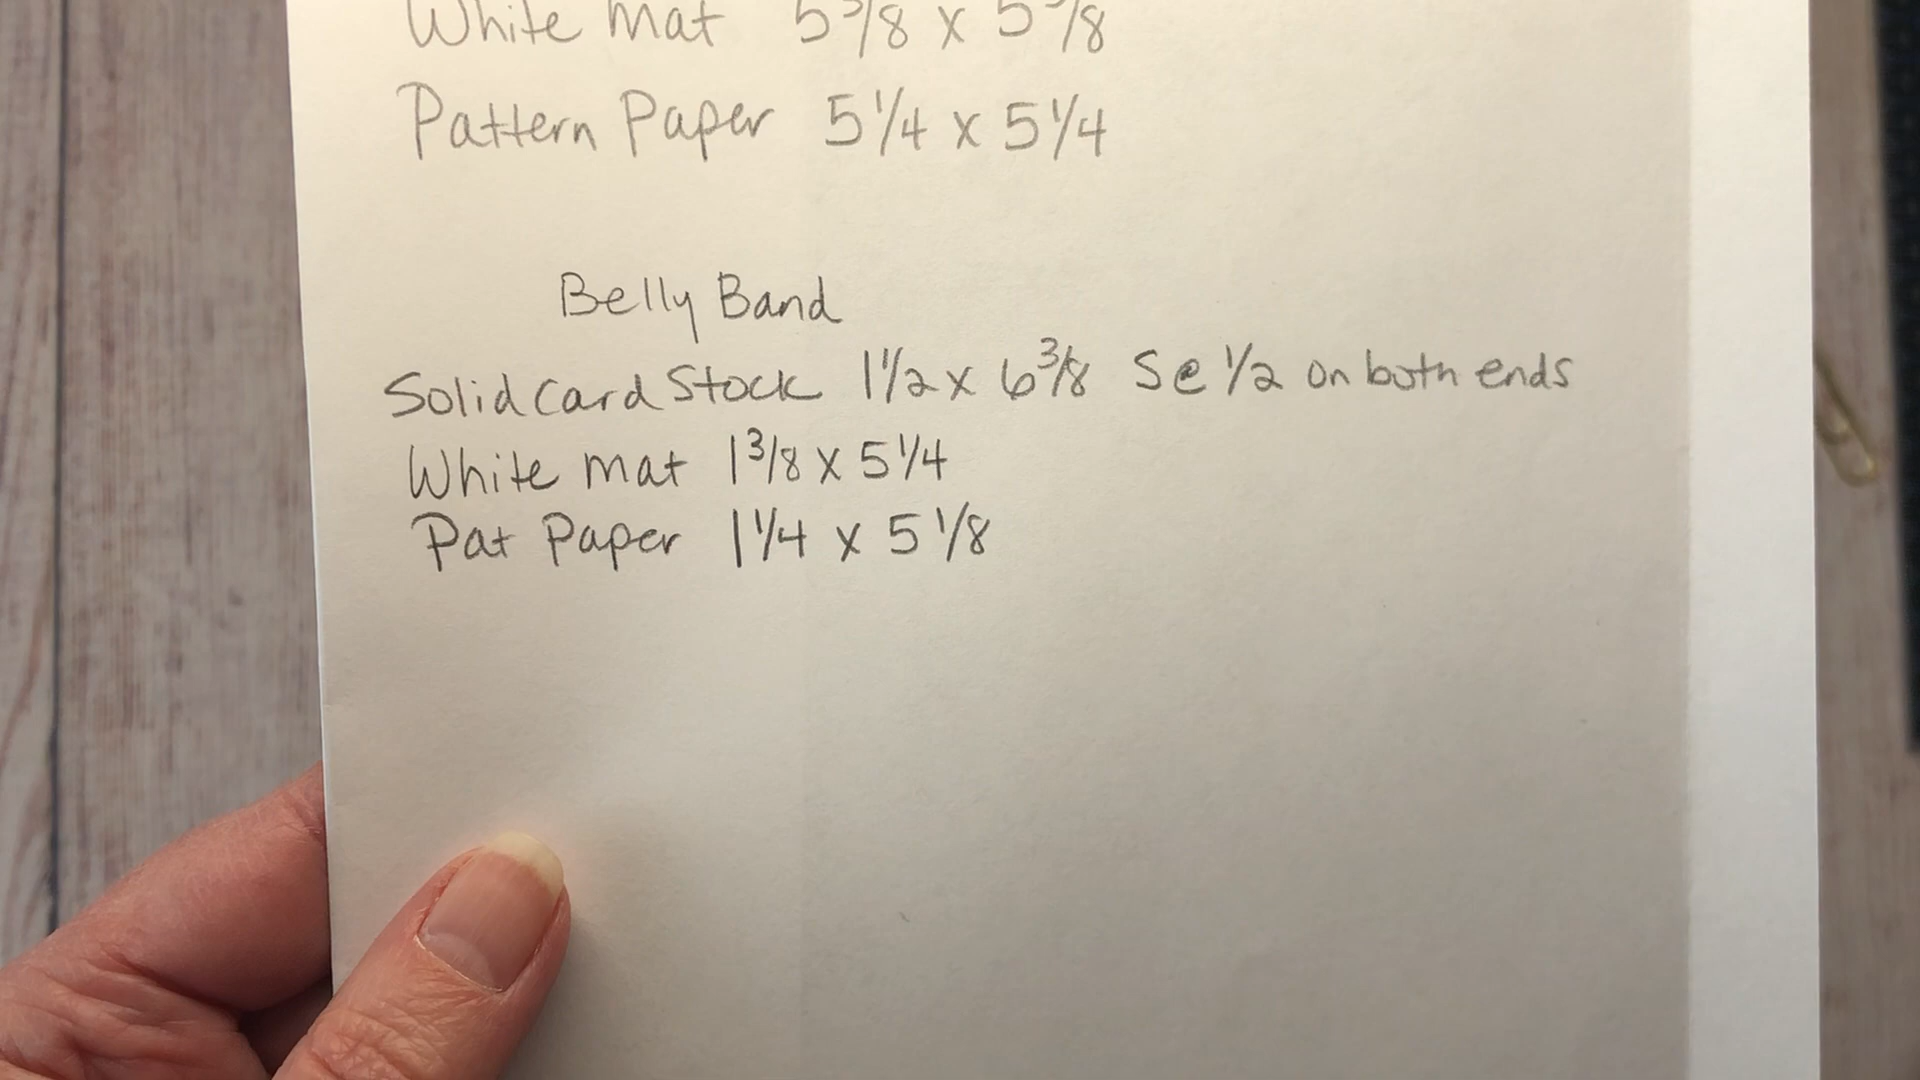 White Mat 5 3/8 x 5 3/8
Pattern Paper 5 1/4 x 5 1/4
Belly Band
Solid Card Stock 1 1/2 x 6 3/8 S@ 1/2 on both ends
White Mat 1 3/8 x 5 1/4
Pat Paper 1 1/4 x 5 1/8